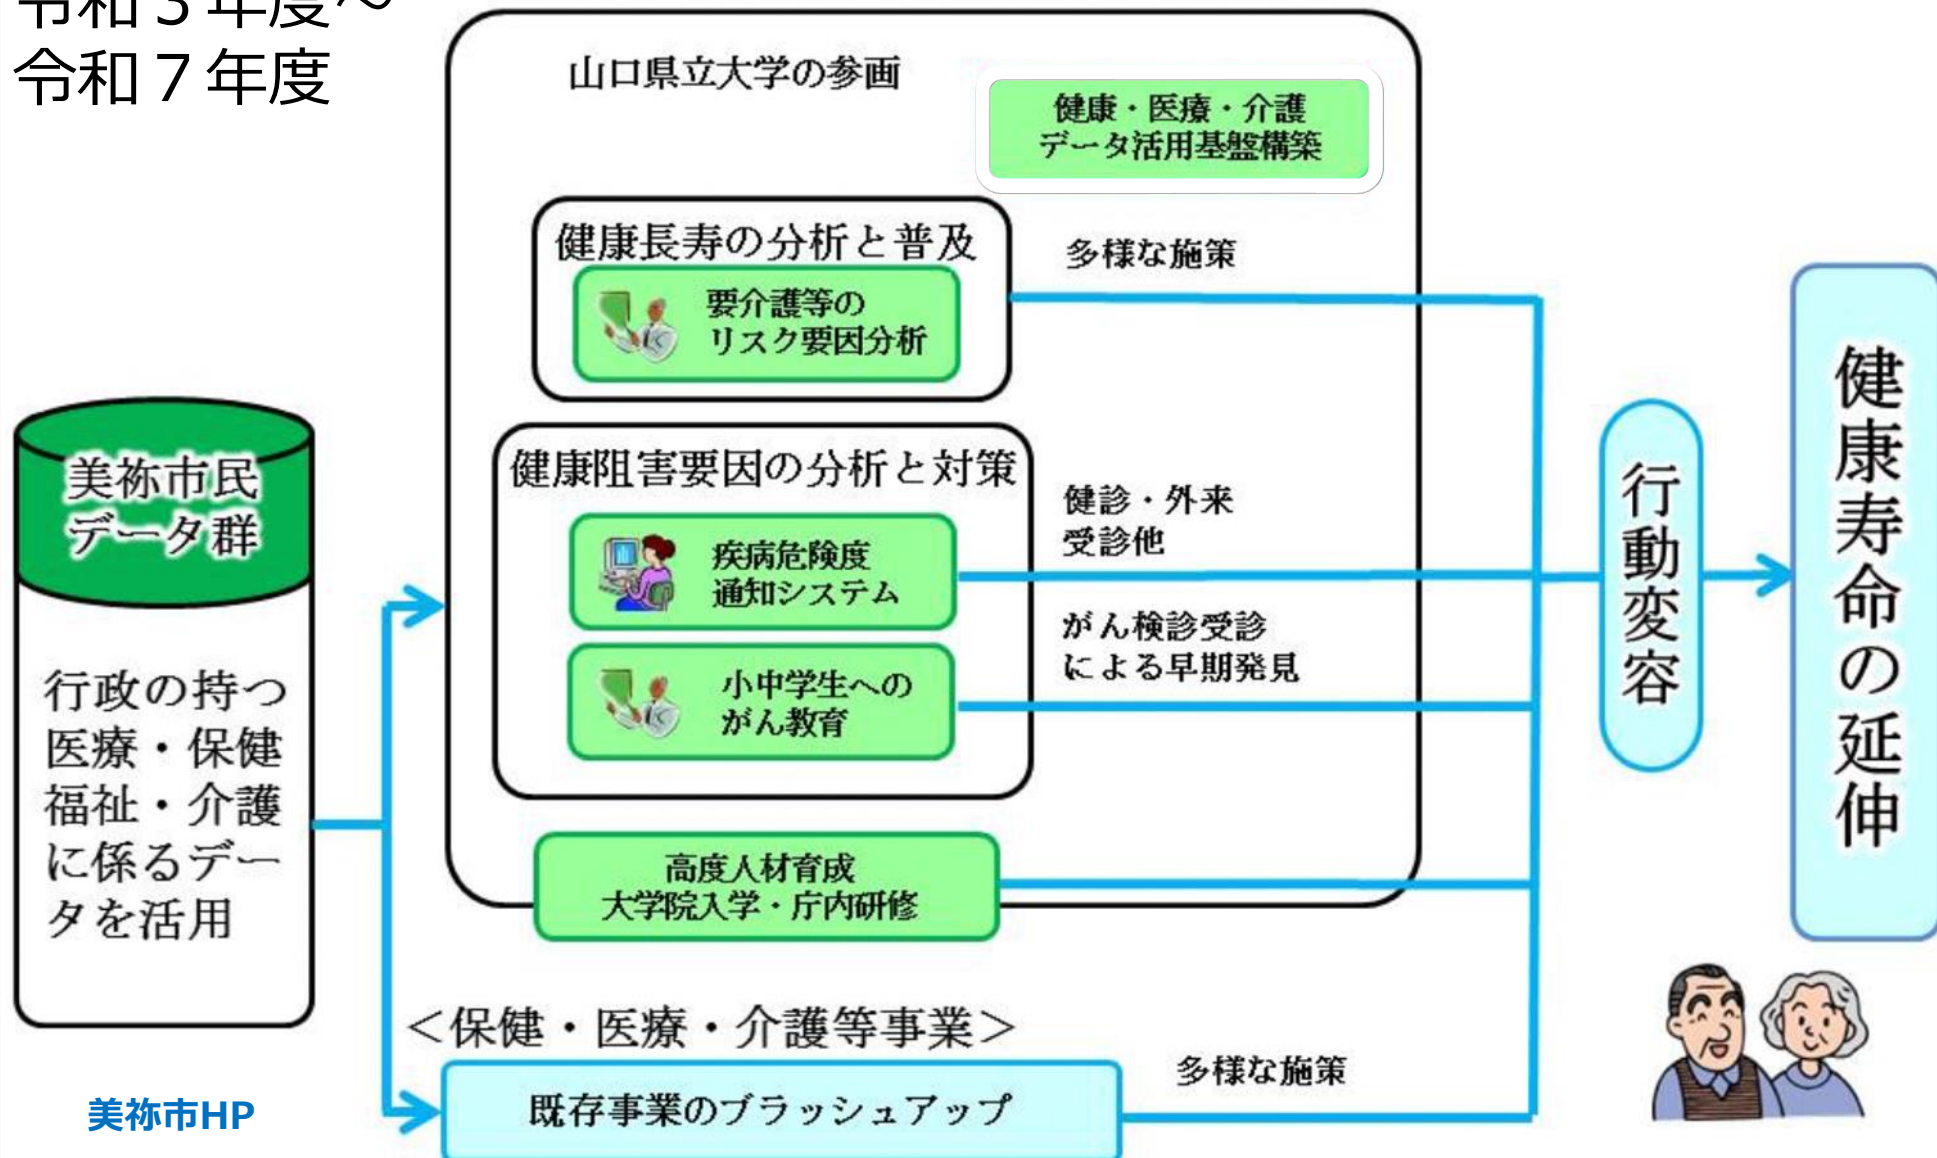 令和３年度～
令和７年度
山口県立大学の参画
健康・医療・介護
データ活用基盤構築
健康長寿の分析と普及
要介護等の
リスク要因分析
多様な施策
美祢市民
データ群
行政の持つ
医療・保健
福祉・介護
に係るデー
タを活用
健康阻害要因の分析と対策
疾病危険度
通知システム
健診・外来
受診他
小中学生への
がん教育
がん検診受診
による早期発見
高度人材育成
大学院入学・庁内研修
行動変容
健康寿命の延伸
＜保健・医療・介護等事業＞
既存事業のブラッシュアップ
多様な施策
美祢市HP